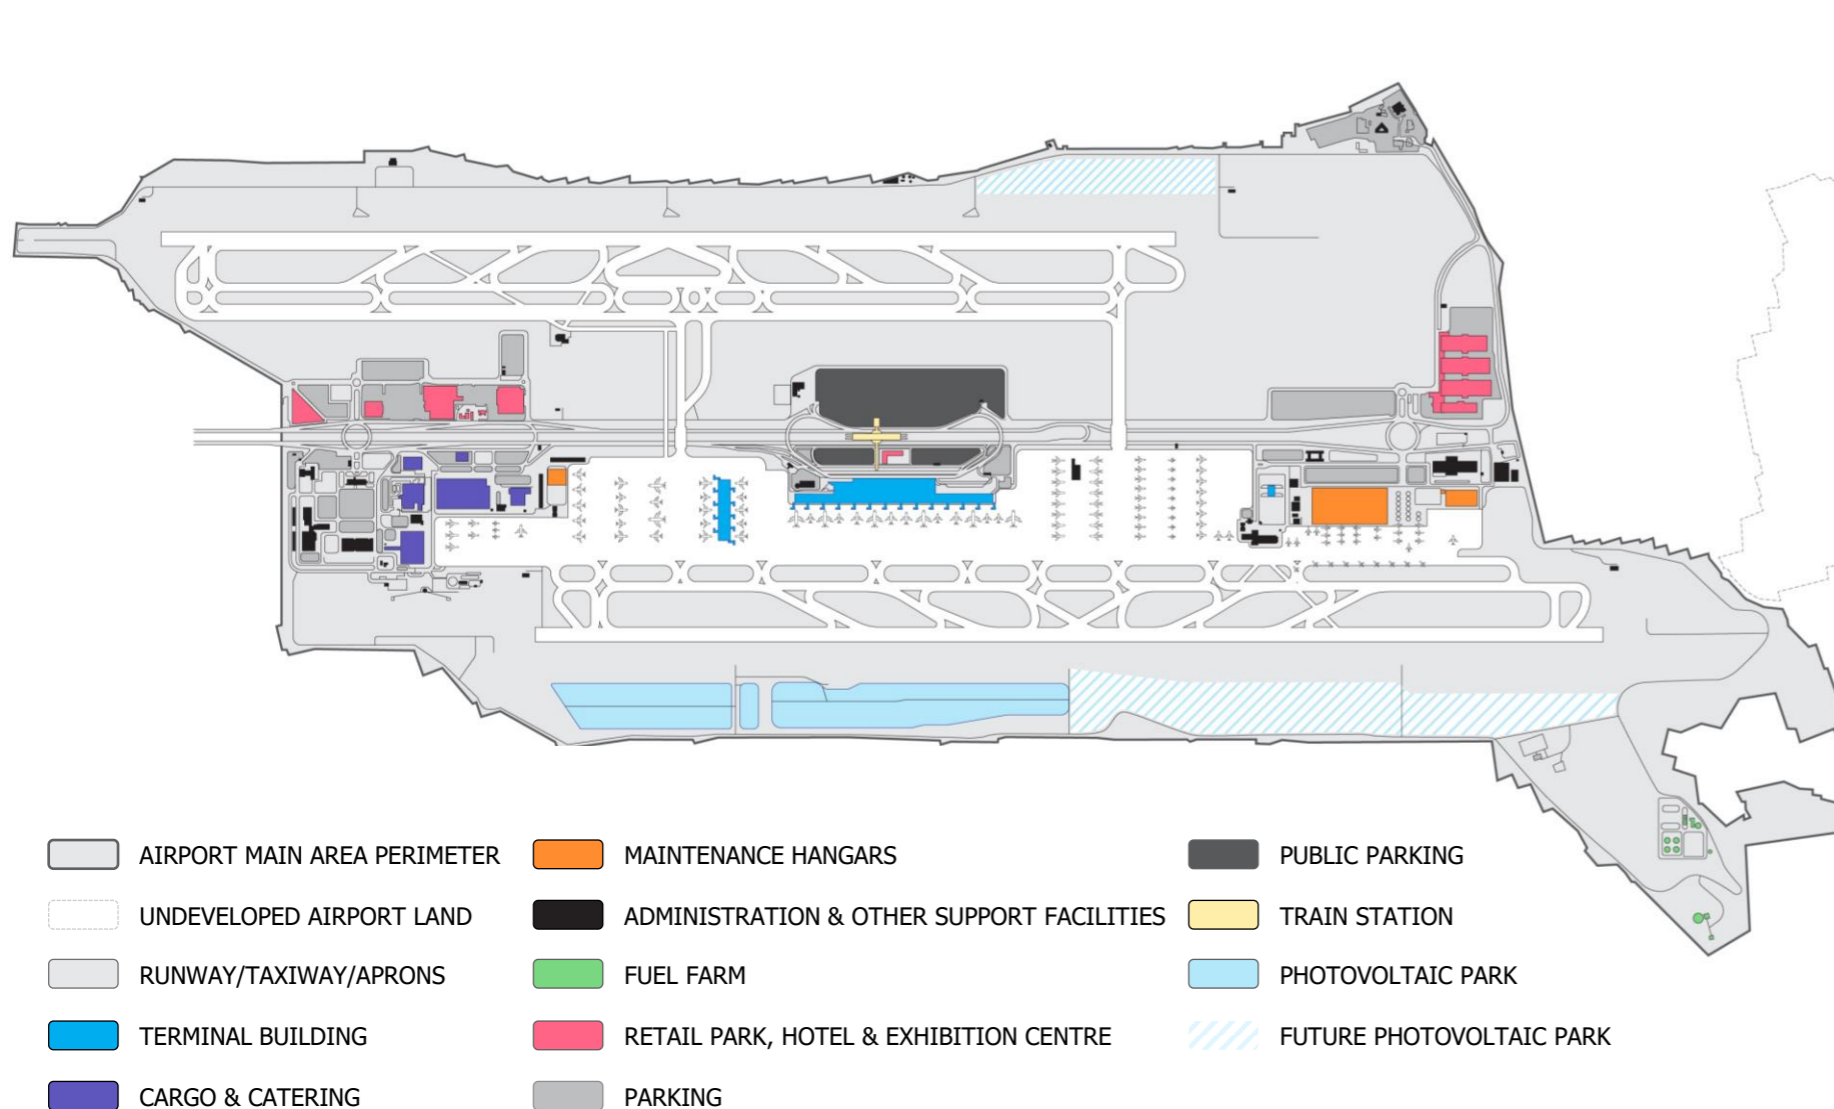 AIRPORT MAIN AREA PERIMETER
MAINTENANCE HANGARS
PUBLIC PARKING
UNDEVELOPED AIRPORT LAND
ADMINISTRATION & OTHER SUPPORT FACILITIES
TRAIN STATION
RUNWAY/TAXIWAY/APRONS
FUEL FARM
PHOTOVOLTAIC PARK
TERMINAL BUILDING
RETAIL PARK, HOTEL & EXHIBITION CENTRE
FUTURE PHOTOVOLTAIC PARK
CARGO & CATERING
PARKING